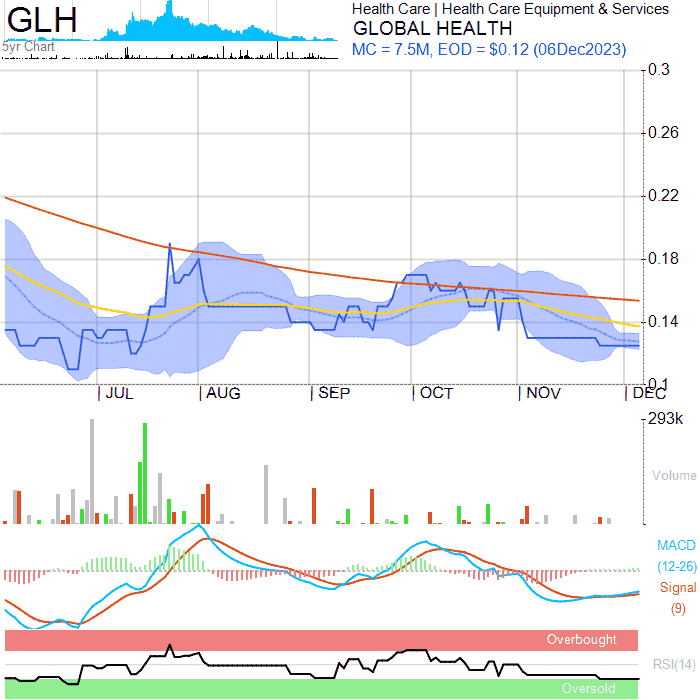 GLH
5yr Chart
Health Care | Health Care Equipment & Services
GLOBAL HEALTH
MC = 7.5M, EOD = $0.12 (06Dec2023)
0.3
0.26
0.22
0.18
0.14
0.1
JUL
AUG
SEP
OCT
NOV
DEC
293k
Volume
MACD
(12-26)
Signal
(9)
Overbought
RSI(14)
Oversold